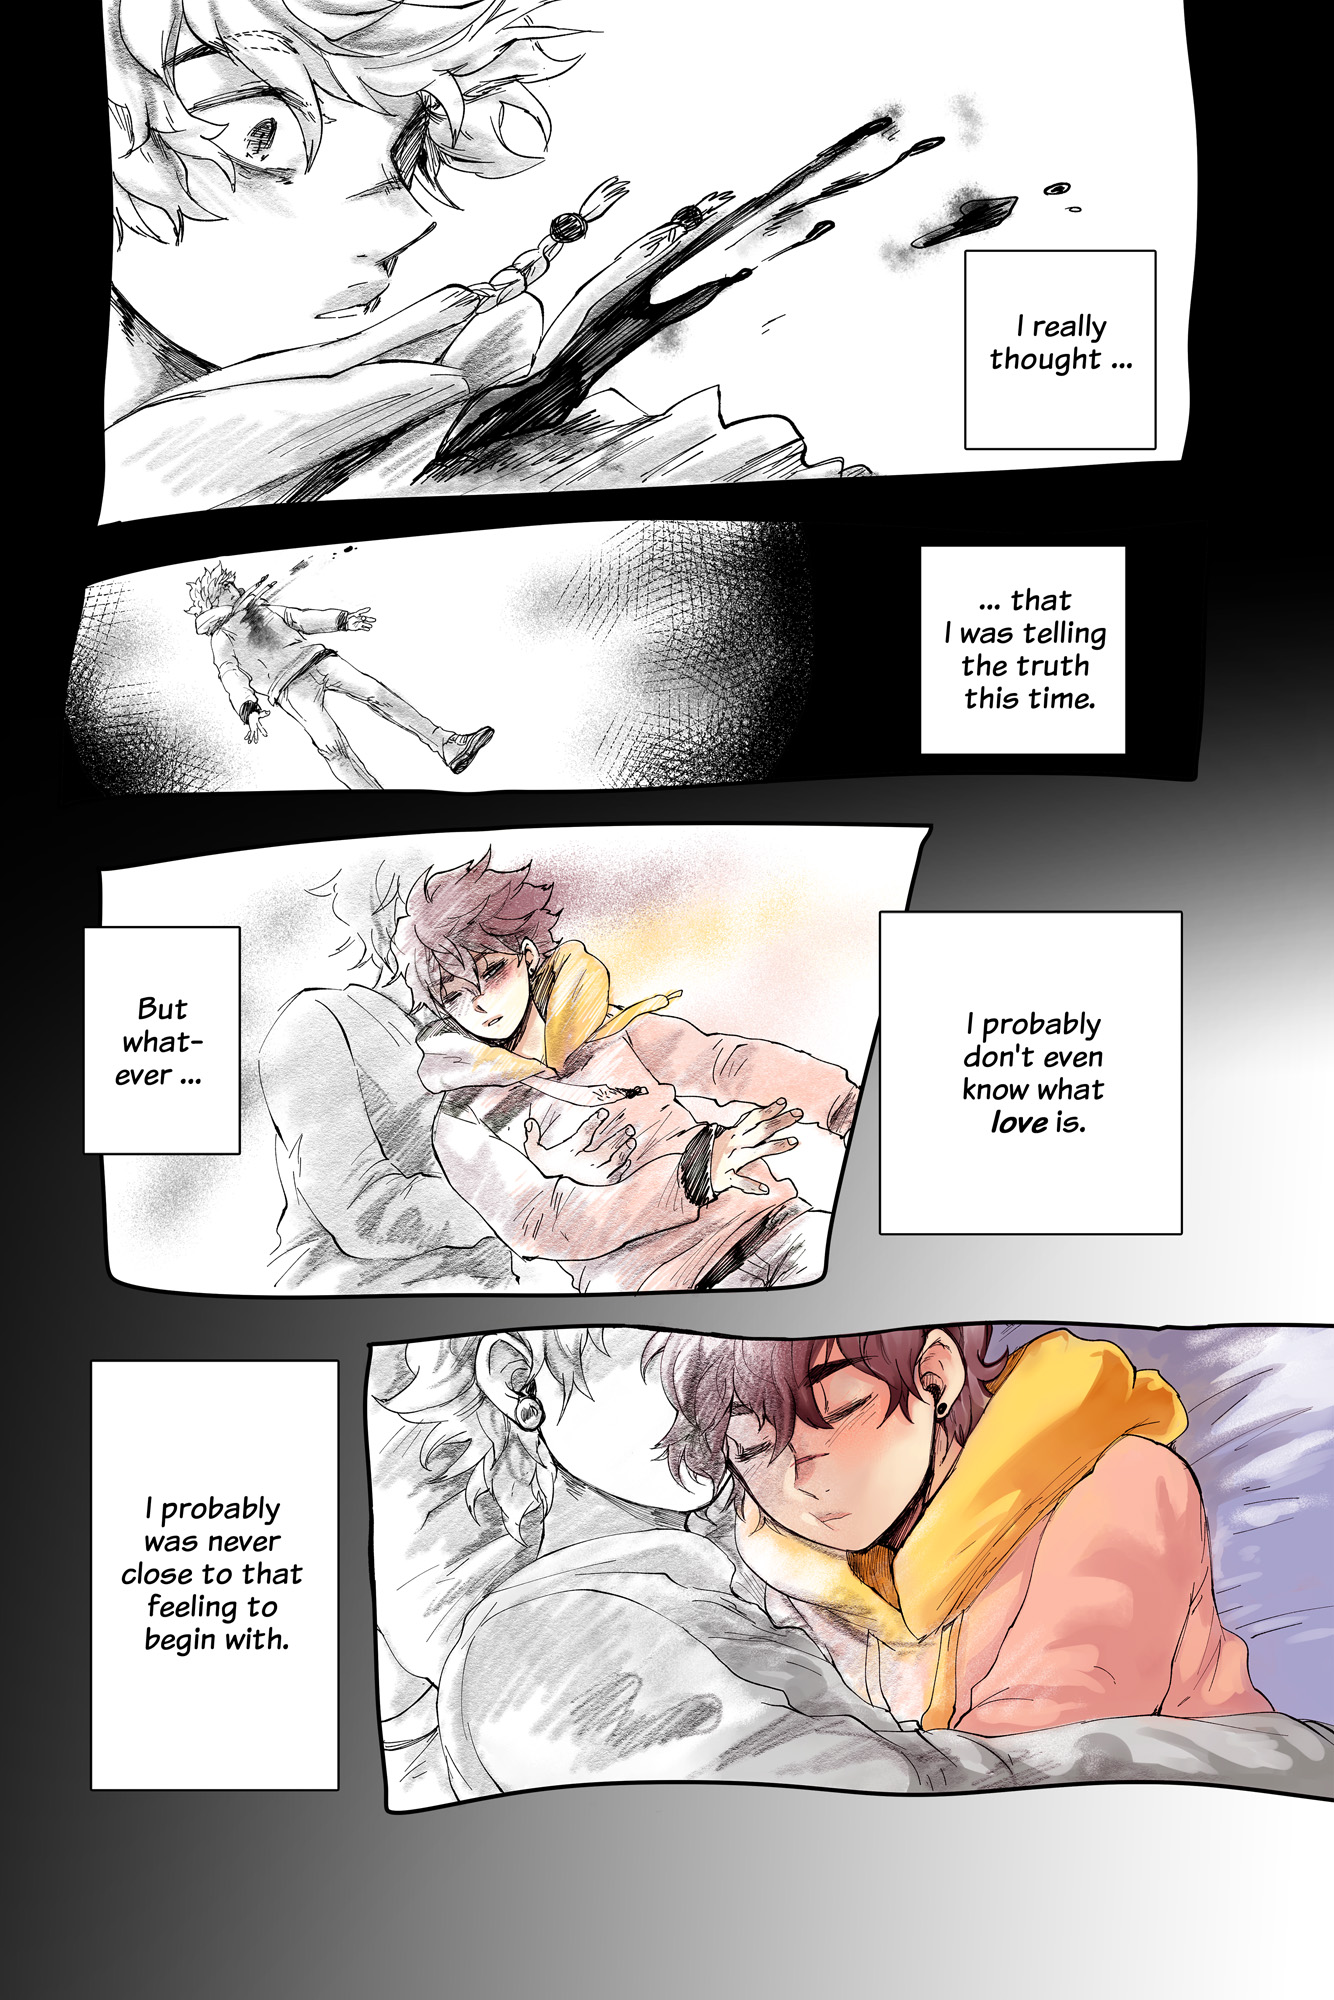 I really
thought ...
... that
I was telling
the truth
this time.
But
what-
ever ...
I probably
don't even
know what
love is.
I probably
was never
close to that
feeling to
begin with.